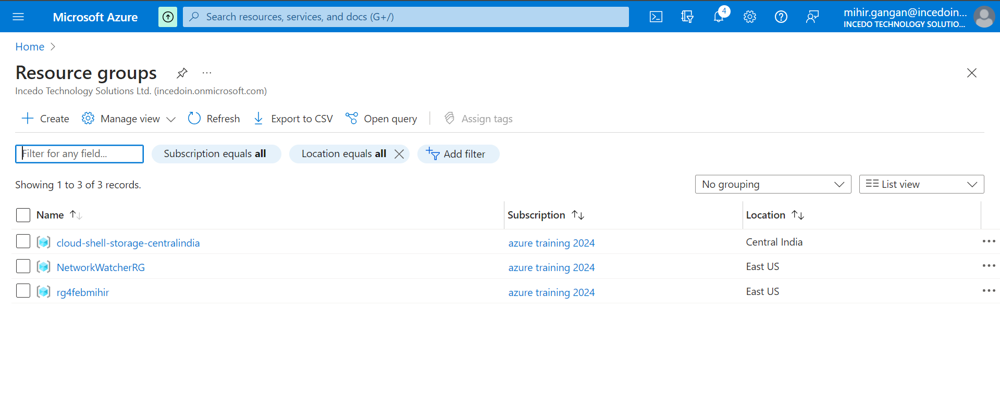 Microsoft Azure
Search resources, services, and docs (G+/)
4
mihir.gangan@incedoin...
INCEDO TECHNOLOGY SOLUTIO...
Home
Resource groups
Incedo Technology Solutions Ltd. (incedoin.onmicrosoft.com)
Create Manage view Refresh Export to CSV Open query Assign tags
Filter for any field... Subscription equals all Location equals all Add filter
Showing 1 to 3 of 3 records. No grouping List view
Name Subscription Location
cloud-shell-storage-centralindia azure training 2024 Central India
NetworkWatcherRG azure training 2024 East US
rg4febmihir azure training 2024 East US